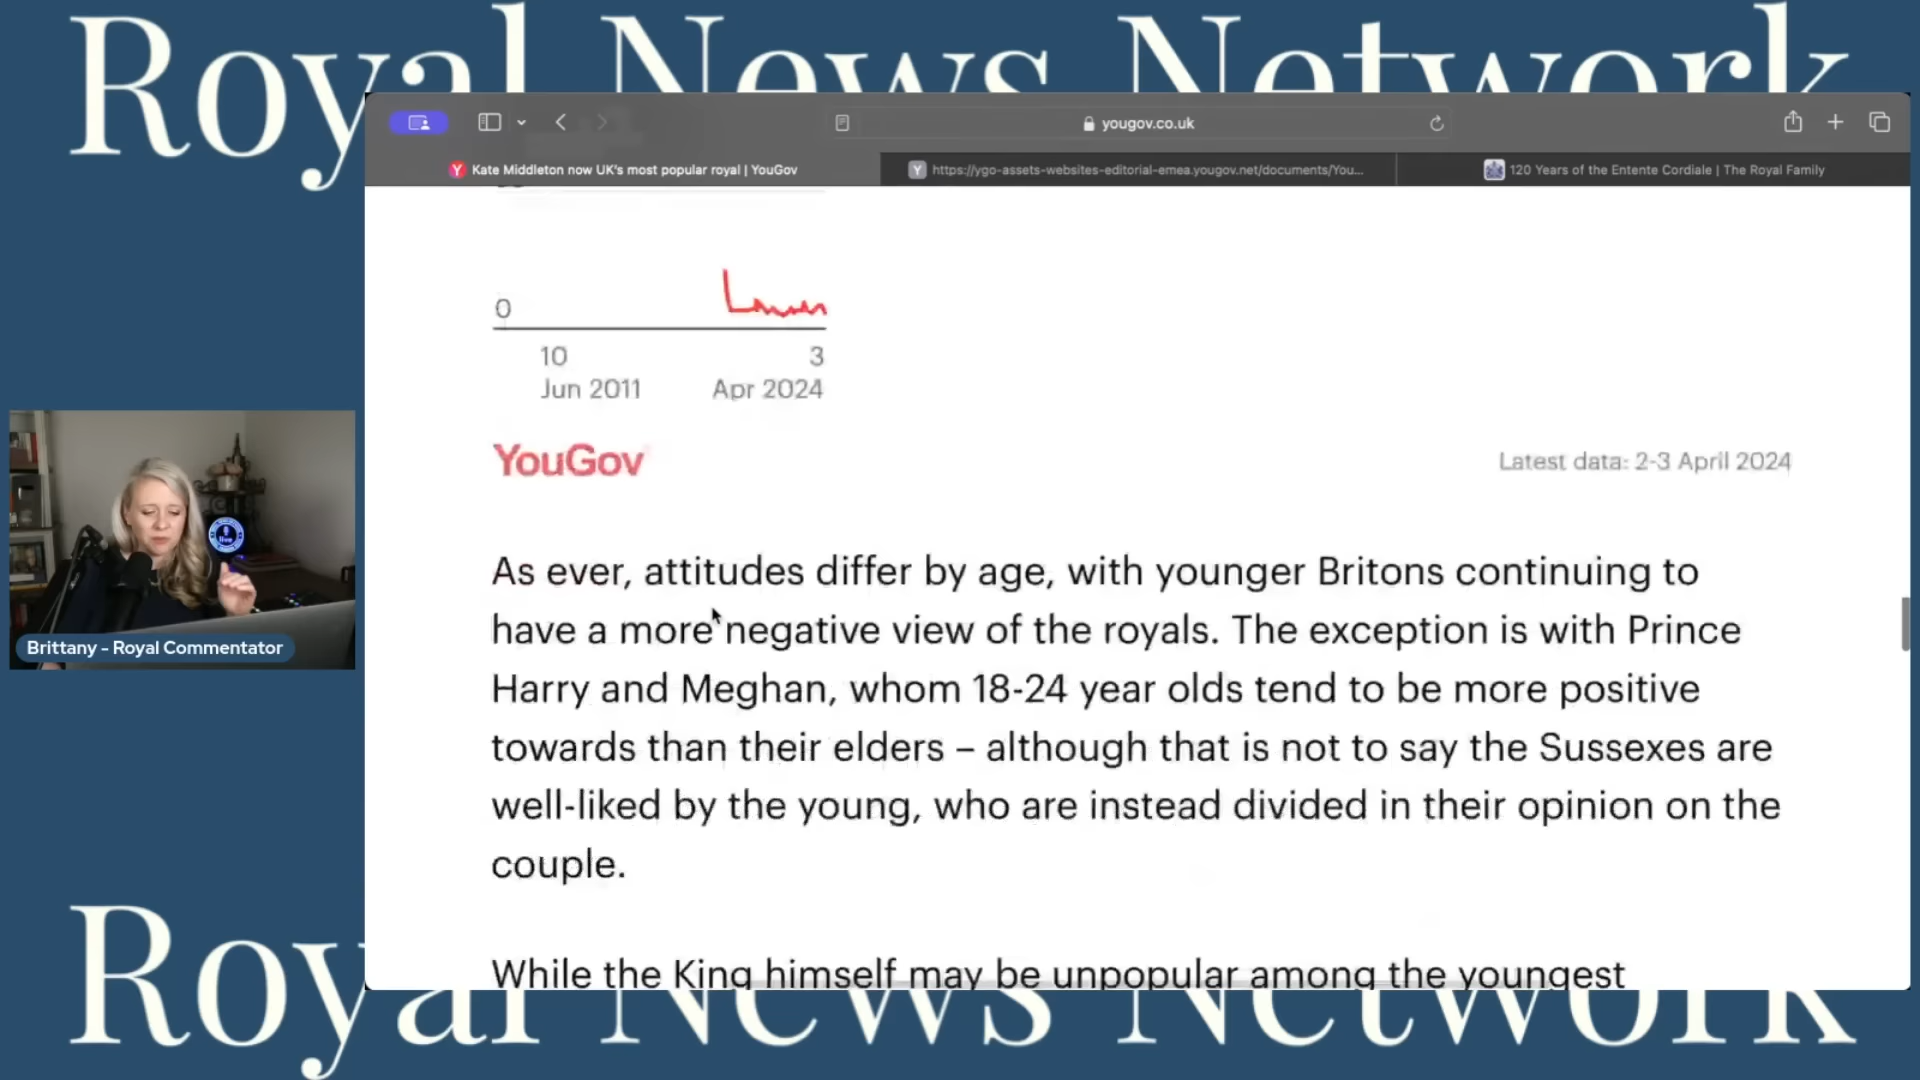 Royal News Network
yougov.co.uk
Kate Middleton now UK's most popular royal | YouGov
https://ygo-assets-websites-editorial-emea.yougov.net/documents/You...
120 Years of the Entente Cordiale | The Royal Family
0
10
3
Jun 2011
Apr 2024
YouGov
Latest data: 2-3 April 2024
As ever, attitudes differ by age, with younger Britons continuing to
have a more negative view of the royals. The exception is with Prince
Harry and Meghan, whom 18-24 year olds tend to be more positive
towards than their elders – although that is not to say the Sussexes are
well-liked by the young, who are instead divided in their opinion on the
couple.
While the King himself may be unpopular among the youngest
Brittany - Royal Commentator
Royal News Network